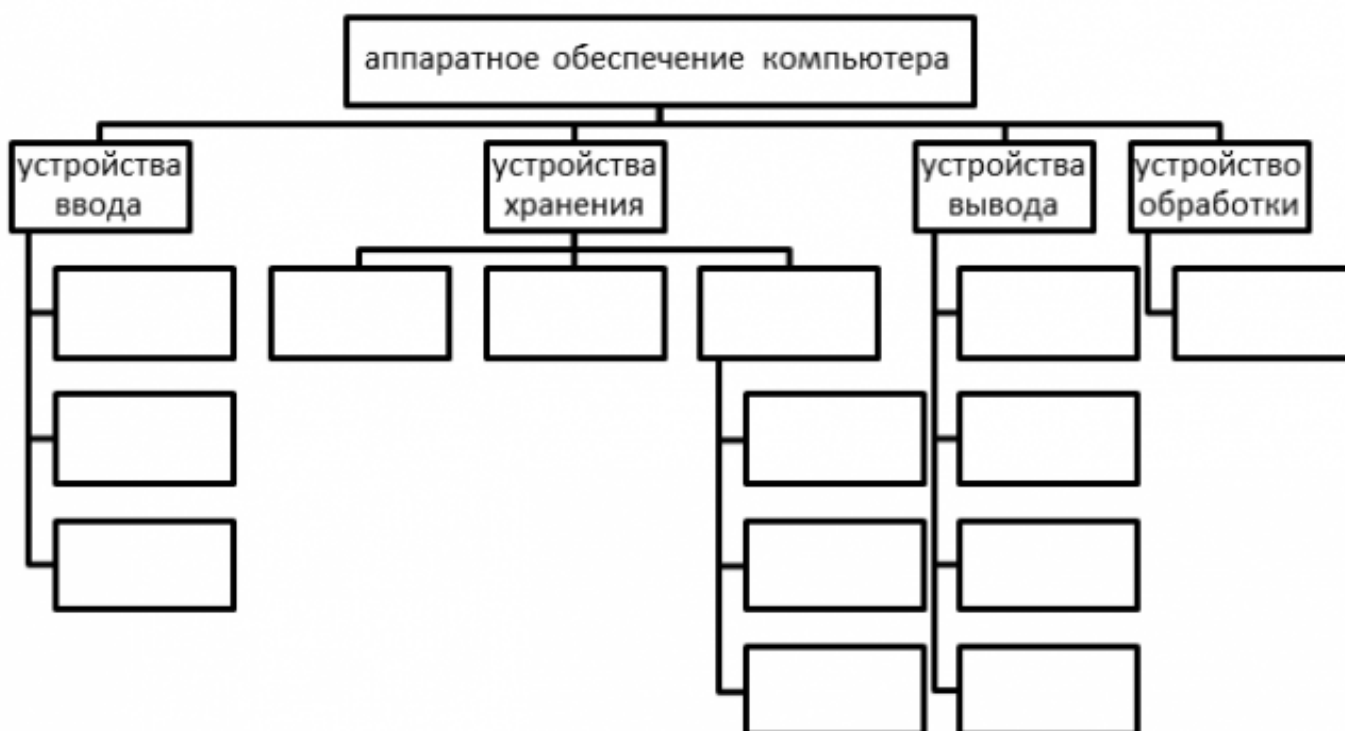 аппаратное обеспечение компьютера
устройства
ввода
устройства
хранения
устройства
вывода
устройство
обработки